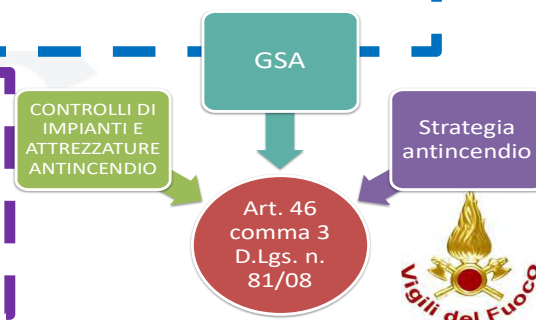 GSA
CONTROLLI DI
IMPIANTI E
ATTREZZATURE
ANTINCENDIO
Strategia
antincendio
Art. 46
comma 3
D.Lgs. n.
81/08
Vigili del Fuoco